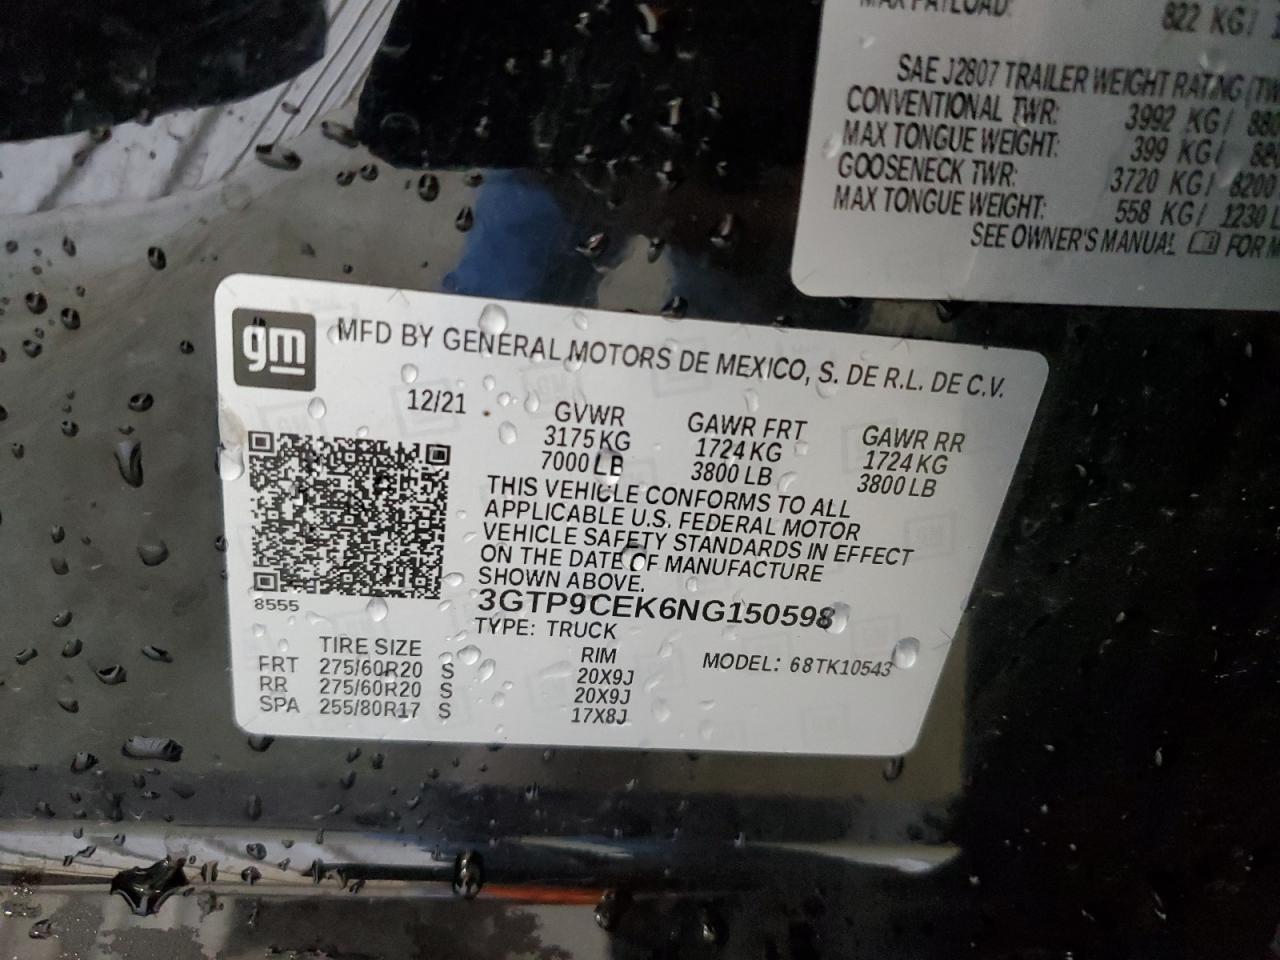 MAX PAYLOAD: 822 KG/
SAE J2807 TRAILER WEIGHT RATING (TW
CONVENTIONAL TWR: 3992 KG/ 880
MAX TONGUE WEIGHT: 399 KG/ 880
GOOSENECK TWR: 3720 KG/ 8200
MAX TONGUE WEIGHT: 558 KG/ 1230 L
SEE OWNER'S MANUAL FOR M
gm
MFD BY GENERAL MOTORS DE MEXICO, S. DE R.L. DE C.V.
12/21
GVWR GAWR FRT GAWR RR
3175 KG 1724 KG 1724 KG
7000 LB 3800 LB 3800 LB
THIS VEHICLE CONFORMS TO ALL
APPLICABLE U.S. FEDERAL MOTOR
VEHICLE SAFETY STANDARDS IN EFFECT
ON THE DATE OF MANUFACTURE
SHOWN ABOVE.
8555
3GTP9CEK6NG150598
TYPE: TRUCK
TIRE SIZE RIM MODEL: 68TK10543
FRT 275/60R20 S 20X9J
RR 275/60R20 S 20X9J
SPA 255/80R17 S 17X8J